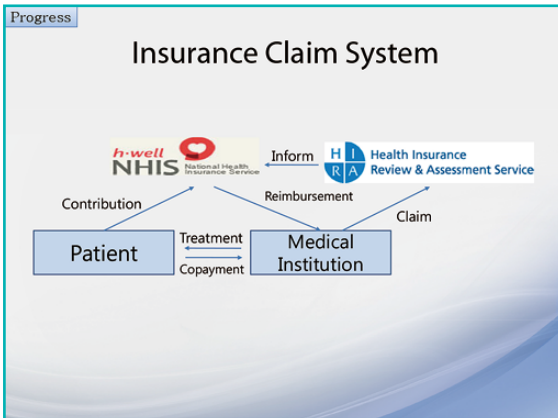 Progress
Insurance Claim System
h·well
NHIS
National Health
Insurance Service
Inform
H I
R A
Health Insurance
Review & Assessment Service
Contribution
Reimbursement
Claim
Patient
Treatment
Copayment
Medical
Institution